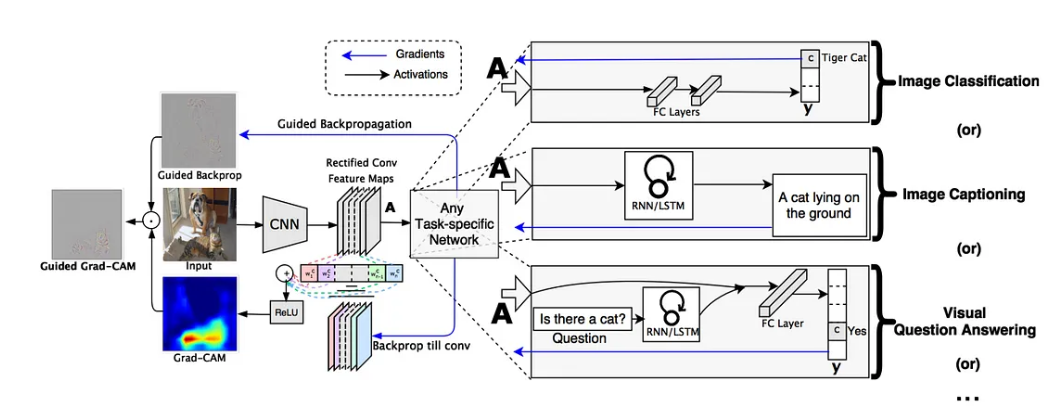 Gradients
Activations
Guided Backpropagation
Guided Backprop
Guided Grad-CAM
Input
CNN
Rectified Conv
Feature Maps
A
Any
Task-specific
Network
+
ReLU
Grad-CAM
Backprop till conv
A
c
Tiger Cat
FC Layers
y
Image Classification
(or)
A
RNN/LSTM
A cat lying on
the ground
Image Captioning
(or)
A
Is there a cat?
Question
RNN/LSTM
FC Layer
c
Yes
y
Visual
Question Answering
(or)
...